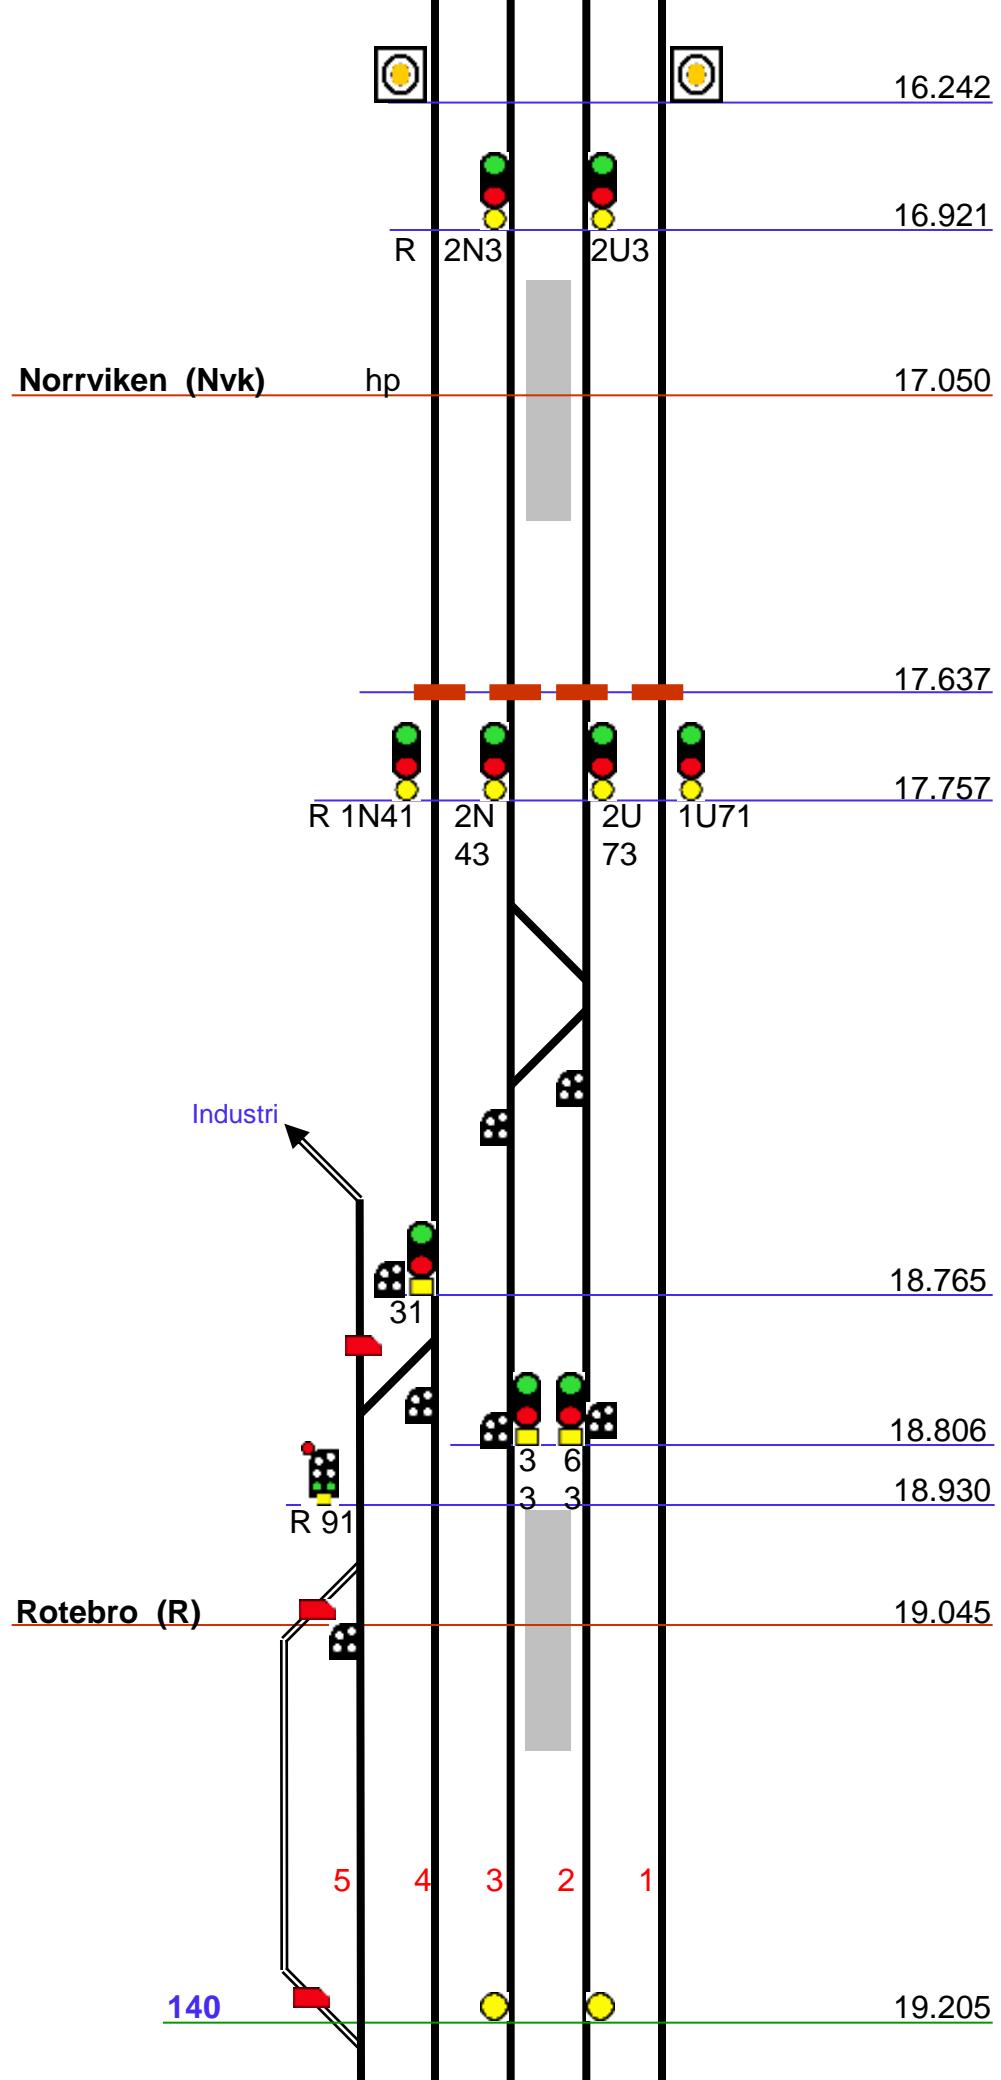 16.242
16.921
R 2N3 2U3
Norrviken (Nvk) hp 17.050
17.637
17.757
R 1N41 2N 2U 1U71
43 73
Industri
18.765
31
18.806
3 6
18.930
3 3
R 91
Rotebro (R) 19.045
5 4 3 2 1
140 19.205